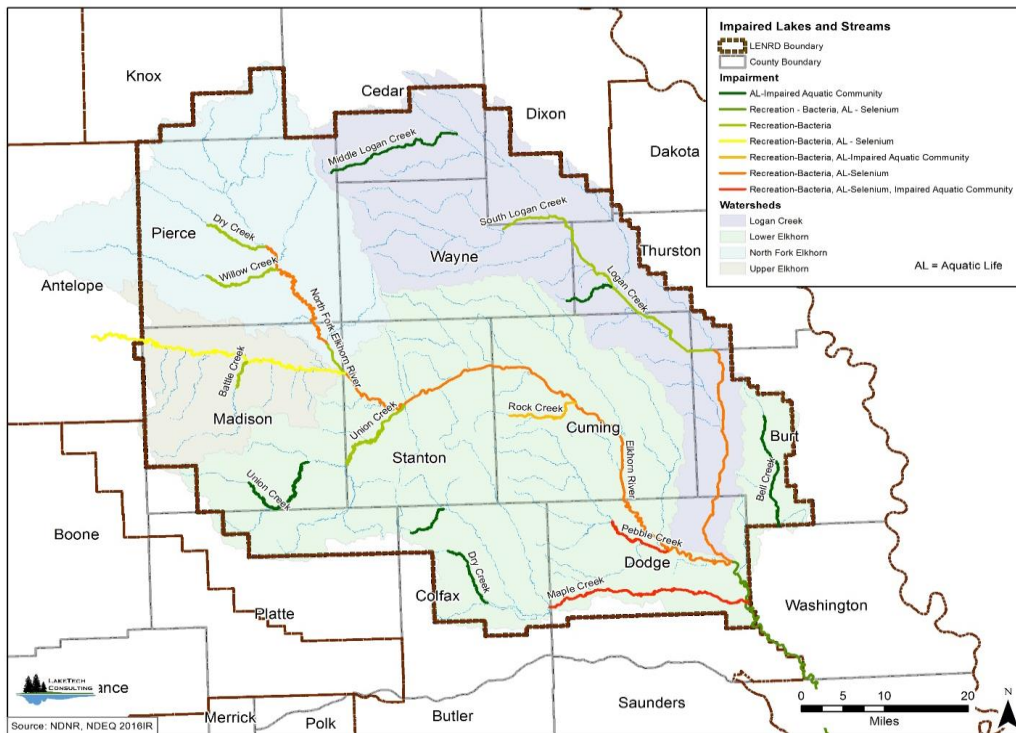 Knox
Cedar
Dixon
Dakota
Middle Logan Creek
Pierce
Dry Creek
Willow Creek
Wayne
South Logan Creek
Thurston
Logan Creek
Antelope
North Fork Elkhorn River
Battle Creek
Madison
Union Creek
Stanton
Rock Creek
Cuming
Elkhorn River
Burt
Bell Creek
Union Creek
Boone
Pebble Creek
Dodge
Dry Creek
Colfax
Maple Creek
Washington
Platte
ance
Merrick
Polk
Butler
Saunders
Impaired Lakes and Streams
LENRD Boundary
County Boundary
Impairment
AL-Impaired Aquatic Community
Recreation - Bacteria, AL - Selenium
Recreation-Bacteria
Recreation-Bacteria, AL - Selenium
Recreation-Bacteria, AL-Impaired Aquatic Community
Recreation-Bacteria, AL-Selenium
Recreation-Bacteria, AL-Selenium, Impaired Aquatic Community
Watersheds
Logan Creek
Lower Elkhorn
North Fork Elkhorn
Upper Elkhorn
AL = Aquatic Life
LAKETECH
CONSULTING
Source: NDNR, NDEQ 2016IR
0 5 10 20
Miles
N